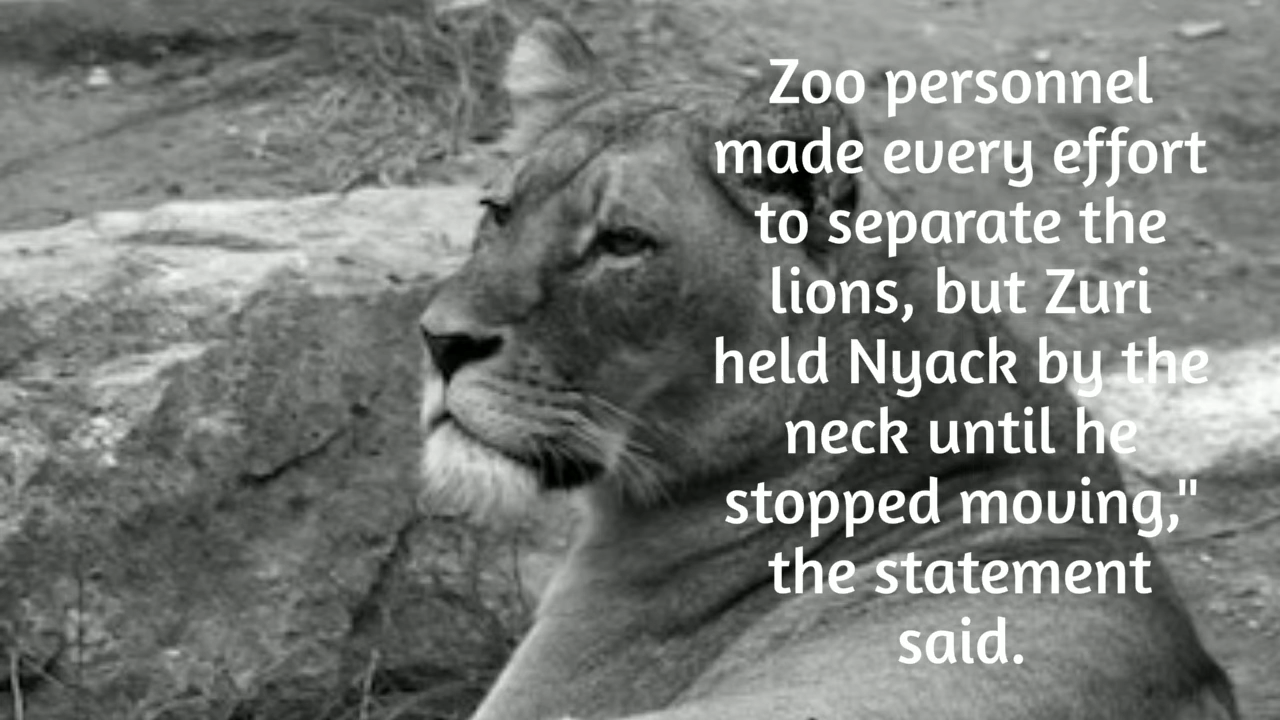 Zoo personnel
made every effort
to separate the
lions, but Zuri
held Nyack by the
neck until he
stopped moving,"
the statement
said.